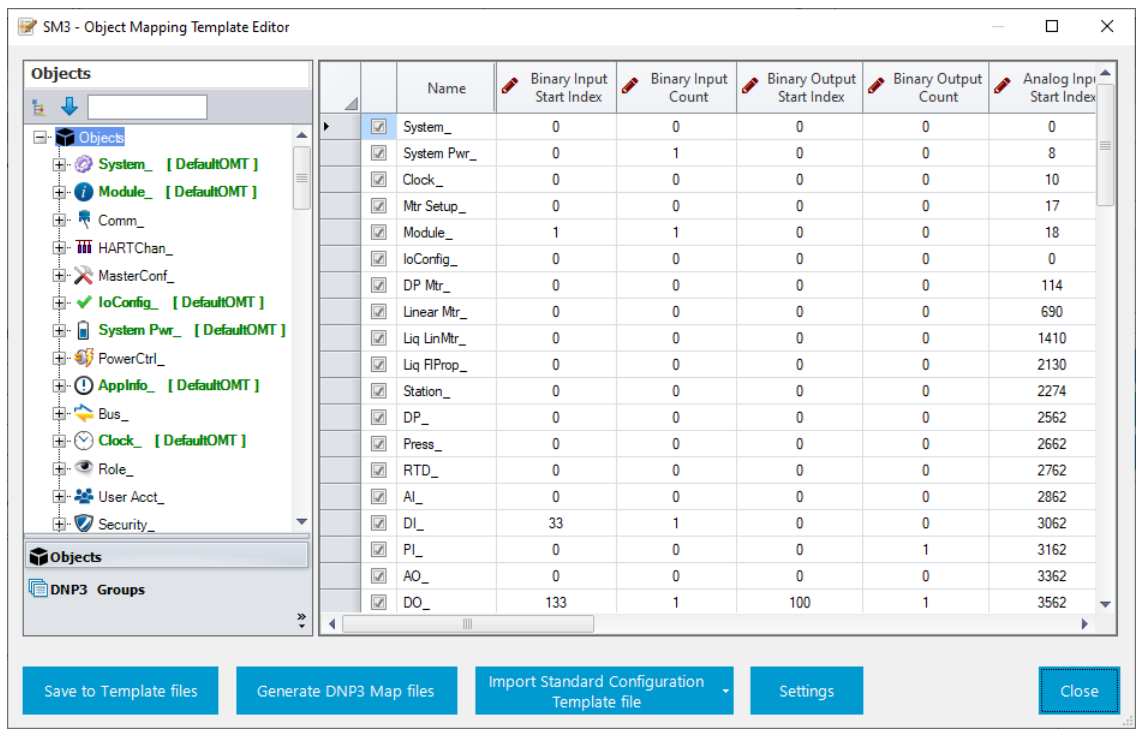 SM3 - Object Mapping Template Editor
Objects
Objects
System_ [ DefaultOMT ]
Module_ [ DefaultOMT ]
Comm_
HARTChan_
MasterConf_
IoConfig_ [ DefaultOMT ]
System Pwr_ [ DefaultOMT ]
PowerCtrl_
AppInfo_ [ DefaultOMT ]
Bus_
Clock_ [ DefaultOMT ]
Role_
User Acct_
Security_
Objects
DNP3 Groups
Name Binary Input Start Index Binary Input Count Binary Output Start Index Binary Output Count Analog Inpu Start Index
System_ 0 0 0 0 0
System Pwr_ 0 1 0 0 8
Clock_ 0 0 0 0 10
Mtr Setup_ 0 0 0 0 17
Module_ 1 1 0 0 18
IoConfig_ 0 0 0 0 0
DP Mtr_ 0 0 0 0 114
Linear Mtr_ 0 0 0 0 690
Liq LinMtr_ 0 0 0 0 1410
Liq FlProp_ 0 0 0 0 2130
Station_ 0 0 0 0 2274
DP_ 0 0 0 0 2562
Press_ 0 0 0 0 2662
RTD_ 0 0 0 0 2762
AI_ 0 0 0 0 2862
DI_ 33 1 0 0 3062
PI_ 0 0 0 1 3162
AO_ 0 0 0 0 3362
DO_ 133 1 100 1 3562
Save to Template files
Generate DNP3 Map files
Import Standard Configuration
Template file
Settings
Close